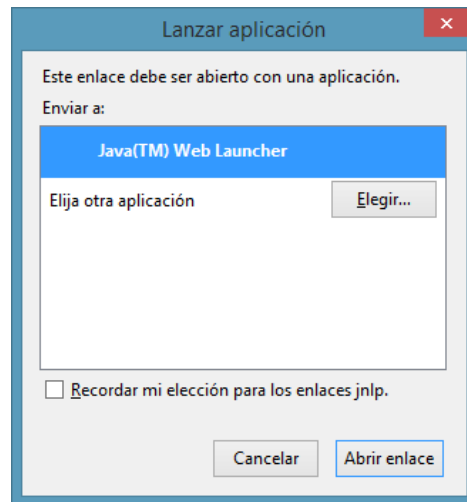 Lanzar aplicación
Este enlace debe ser abierto con una aplicación.
Enviar a:
Java(TM) Web Launcher
Elija otra aplicación
Elegir...
Recordar mi elección para los enlaces jnlp.
Cancelar
Abrir enlace